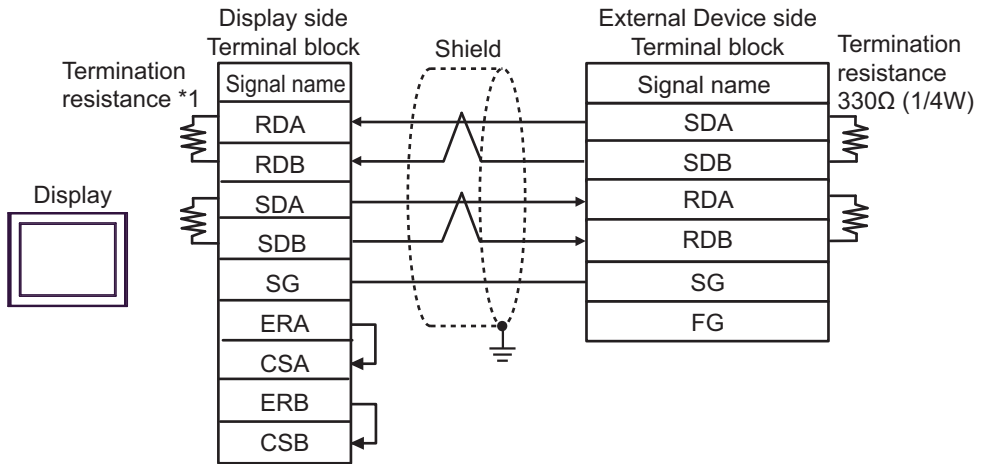 Display side
Terminal block
External Device side
Terminal block
Shield
Termination
resistance *1
Termination
resistance
330Ω (1/4W)
Display
Signal name
RDA
RDB
SDA
SDB
SG
ERA
CSA
ERB
CSB
Signal name
SDA
SDB
RDA
RDB
SG
FG